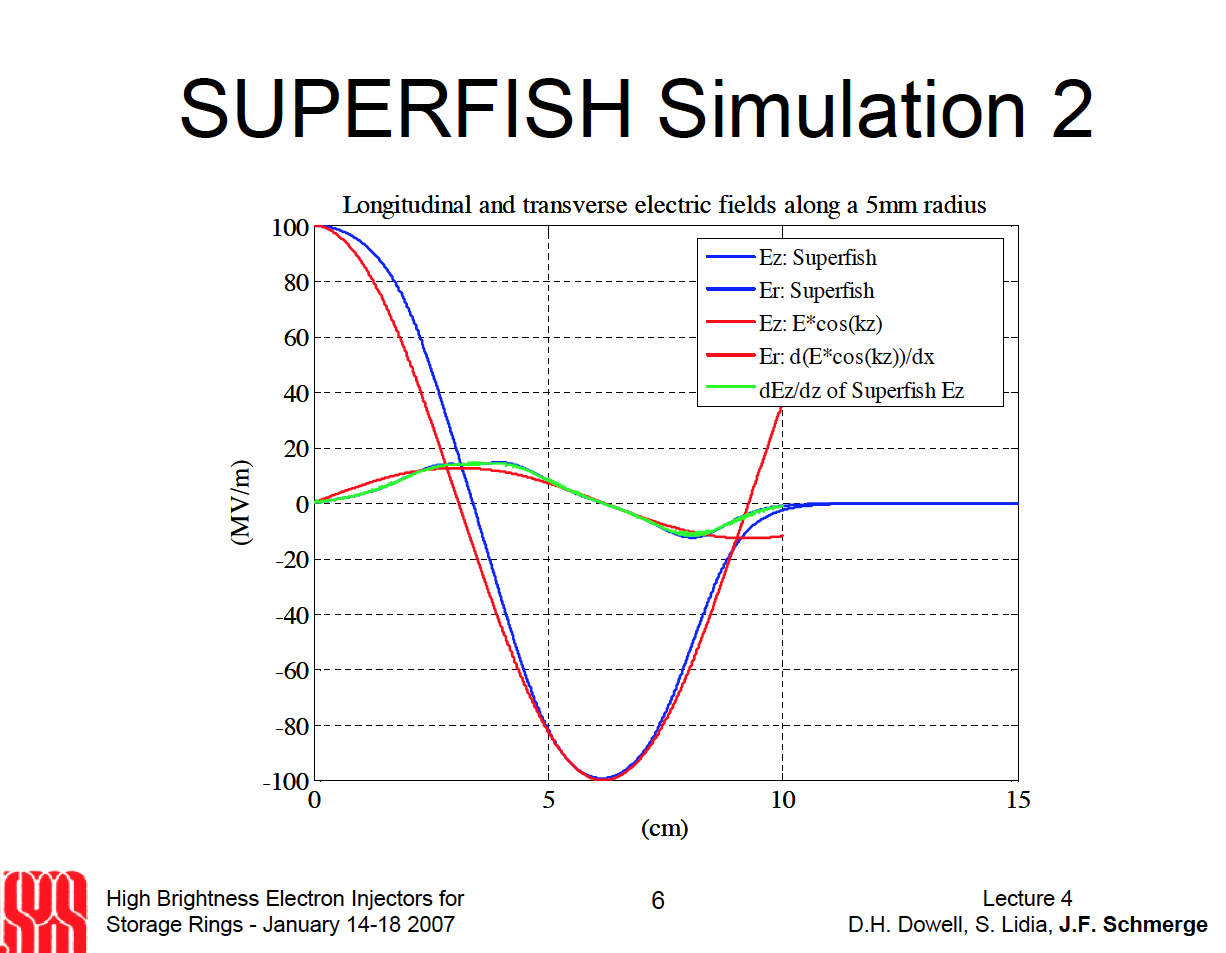 SUPERFISH Simulation 2
Longitudinal and transverse electric fields along a 5mm radius
100
80
60
40
20
0
-20
-40
-60
-80
-100
(MV/m)
Ez: Superfish
Er: Superfish
Ez: E*cos(kz)
Er: d(E*cos(kz))/dx
dEz/dz of Superfish Ez
0 5 10 15
(cm)
High Brightness Electron Injectors for
Storage Rings - January 14-18 2007
6
Lecture 4
D.H. Dowell, S. Lidia, J.F. Schmerge